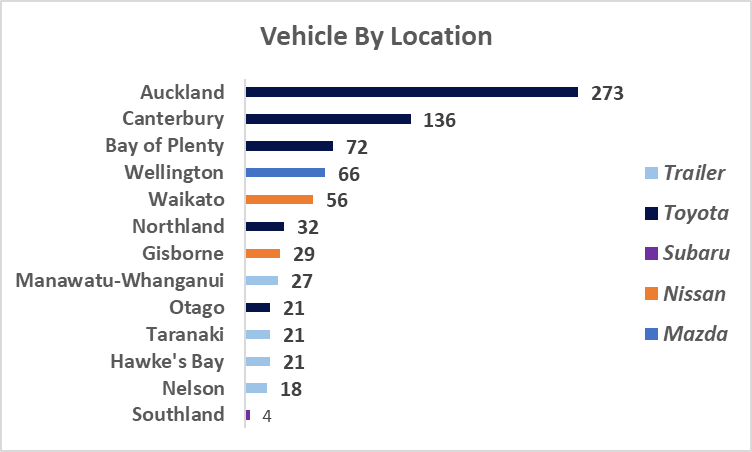 Vehicle By Location
Auckland 273
Canterbury 136
Bay of Plenty 72
Wellington 66
Waikato 56
Northland 32
Gisborne 29
Manawatu-Whanganui 27
Otago 21
Taranaki 21
Hawke's Bay 21
Nelson 18
Southland 4
Trailer
Toyota
Subaru
Nissan
Mazda